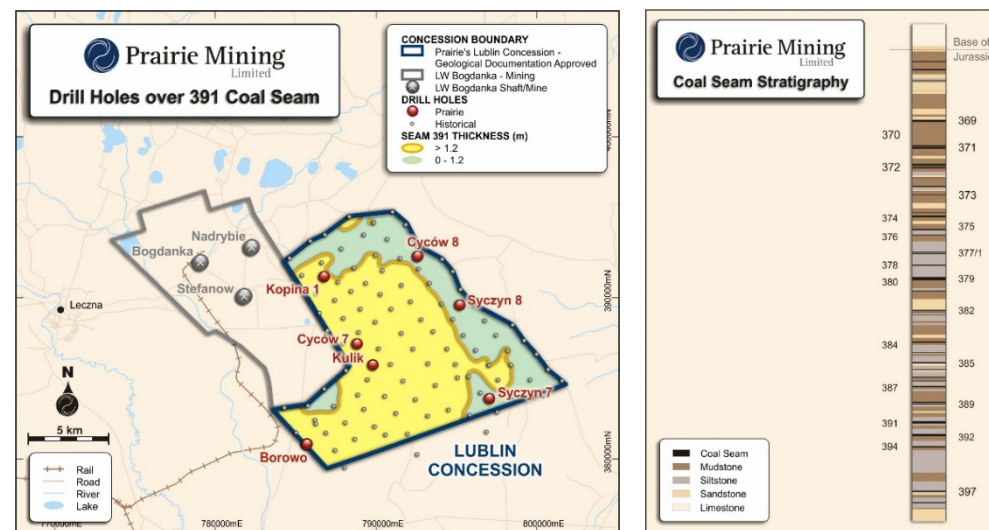 Prairie Mining
Limited
Drill Holes over 391 Coal Seam
CONCESSION BOUNDARY
Prairie's Lublin Concession -
Geological Documentation Approved
LW Bogdanka - Mining
LW Bogdanka Shaft/Mine
DRILL HOLES
Prairie
Historical
SEAM 391 THICKNESS (m)
> 1.2
0 - 1.2
Nadrybie
Bogdanka
Stefanow
Leczna
Cyców 8
Kopina 1
Syczyn 8
Cyców 7
Kulik
Syczyn 7
Borowo
LUBLIN
CONCESSION
N
5 km
Rail
Road
River
Lake
770000mE
780000mE
790000mE
800000mE
400000mN
390000mN
380000mN
Prairie Mining
Limited
Coal Seam Stratigraphy
Base of
Jurassic
369
370
371
372
373
374
375
376
377/1
378
379
380
382
384
385
387
389
391
392
394
397
Coal Seam
Mudstone
Siltstone
Sandstone
Limestone